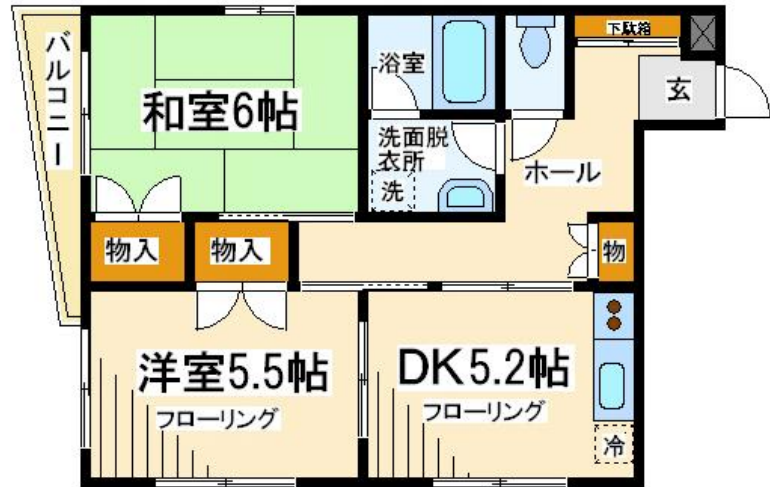 バルコニー
和室6帖
浴室
下駄箱
玄
洗面脱
衣所
洗
ホール
物入
物入
物
洋室5.5帖
フローリング
DK5.2帖
フローリング
冷